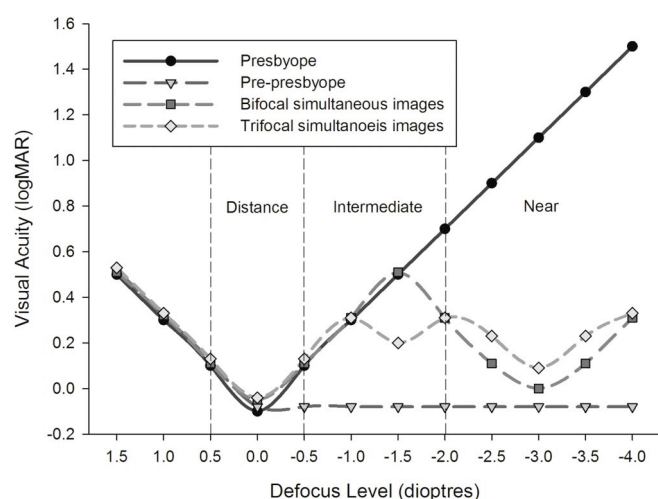 1.6
1.4
1.2
1.0
0.8
0.6
0.4
0.2
0.0
-0.2
Visual Acuity (logMAR)
Presbyope
Pre-presbyope
Bifocal simultaneous images
Trifocal simultanoeis images
Distance
Intermediate
Near
1.5 1.0 0.5 0.0 -0.5 -1.0 -1.5 -2.0 -2.5 -3.0 -3.5 -4.0
Defocus Level (dioptres)